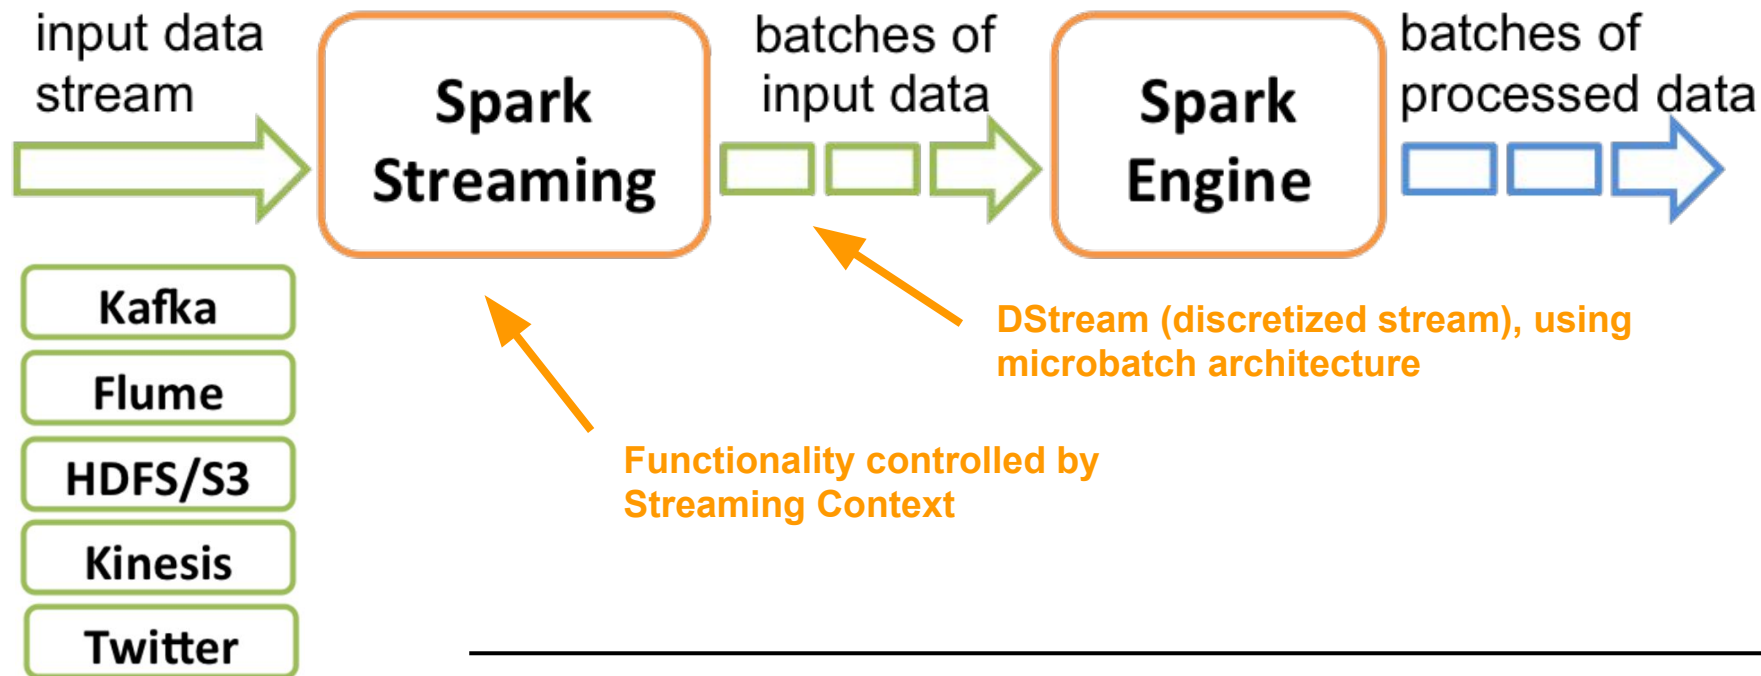 input data
stream
Spark
Streaming
batches of
input data
Spark
Engine
batches of
processed data
Kafka
Flume
HDFS/S3
Kinesis
Twitter
DStream (discretized stream), using
microbatch architecture
Functionality controlled by
Streaming Context